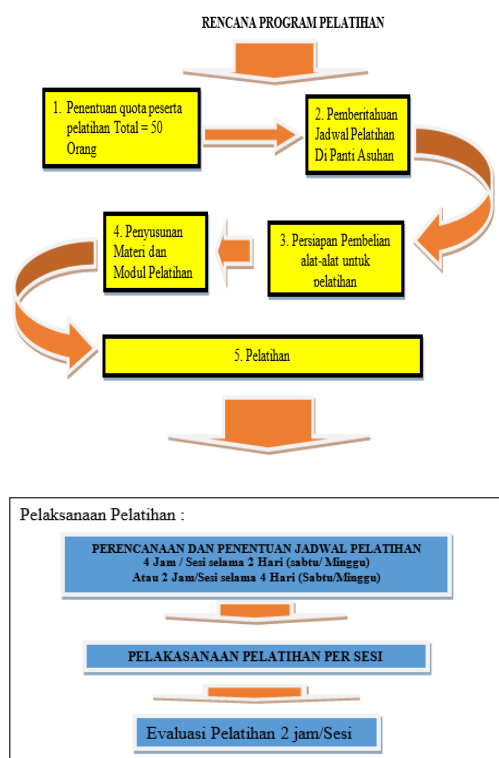 RENCANA PROGRAM PELATIHAN
1. Penentuan quota peserta
pelatihan Total = 50
Orang
2. Pemberitahuan
Jadwal Pelatihan
Di Panti Asuhan
4. Penyusunan
Materi dan
Modul Pelatihan
3. Persiapan Pembelian
alat-alat untuk
pelatihan
5. Pelatihan
Pelaksanaan Pelatihan :
PERENCANAAN DAN PENENTUAN JADWAL PELATIHAN
4 Jam / Sesi selama 2 Hari (sabtu/ Minggu)
Atau 2 Jam/Sesi selama 4 Hari (Sabtu/Minggu)
PELAKASANAAN PELATIHAN PER SESI
Evaluasi Pelatihan 2 jam/Sesi